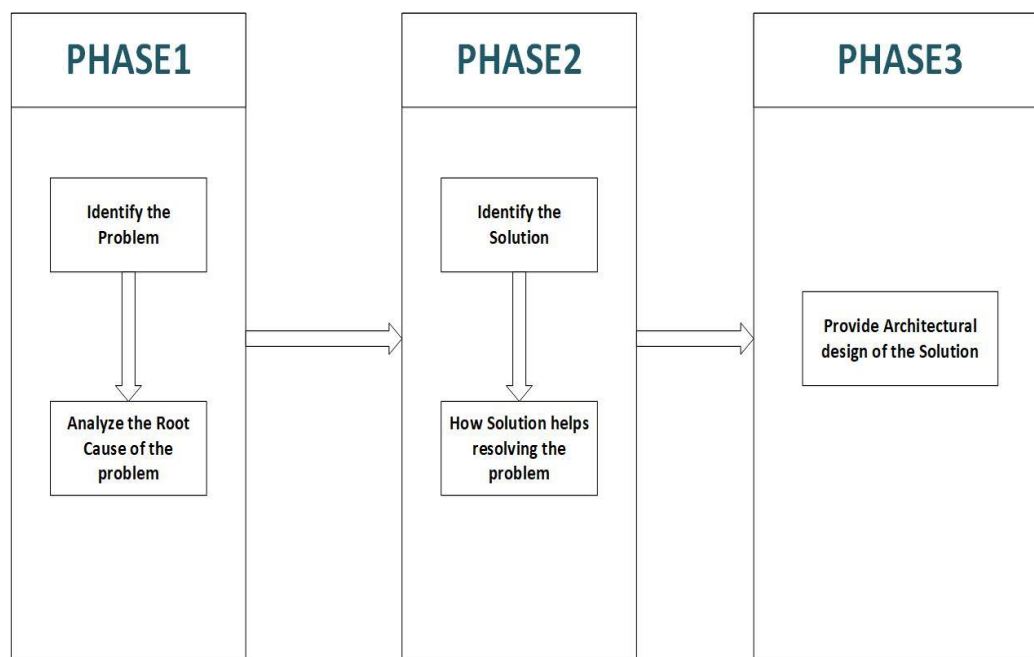 PHASE1
Identify the
Problem
Analyze the Root
Cause of the
problem
PHASE2
Identify the
Solution
How Solution helps
resolving the
problem
PHASE3
Provide Architectural
design of the Solution